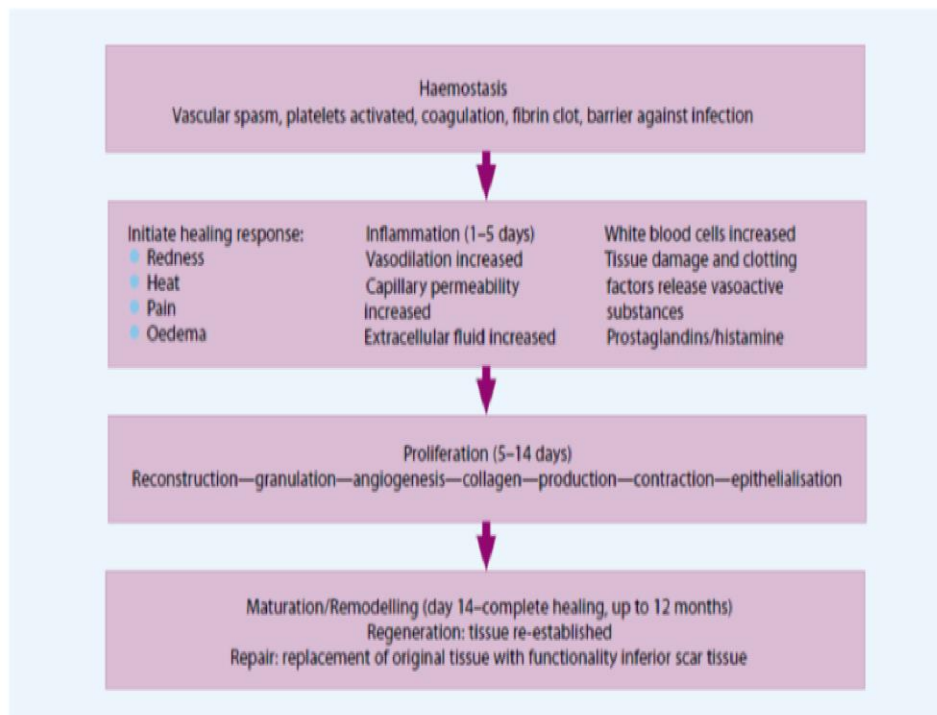 Haemostasis
Vascular spasm, platelets activated, coagulation, fibrin clot, barrier against infection
Initiate healing response:
Redness
Heat
Pain
Oedema
Inflammation (1–5 days)
Vasodilation increased
Capillary permeability
increased
Extracellular fluid increased
White blood cells increased
Tissue damage and clotting
factors release vasoactive
substances
Prostaglandins/histamine
Proliferation (5–14 days)
Reconstruction—granulation—angiogenesis—collagen—production—contraction—epithelialisation
Maturation/Remodelling (day 14–complete healing, up to 12 months)
Regeneration: tissue re-established
Repair: replacement of original tissue with functionality inferior scar tissue